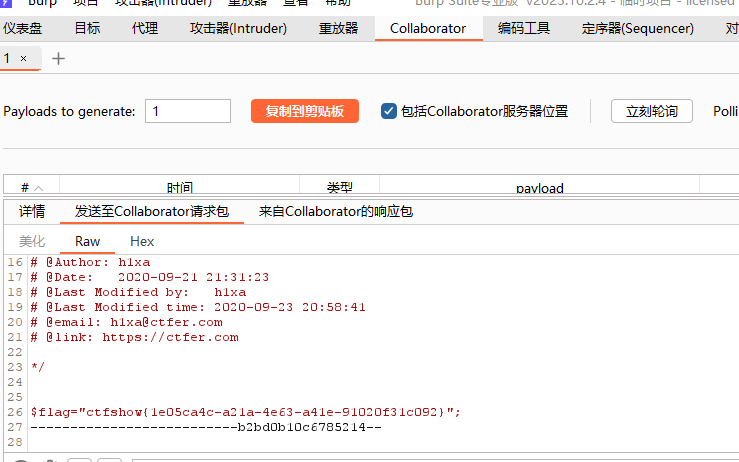 Burp 项目 攻击器(Intruder) 重放器 查看 帮助 Burp Suite专业版 v2023.10.2.4 - 临时项目 - licensed
仪表盘 目标 代理 攻击器(Intruder) 重放器 Collaborator 编码工具 定序器(Sequencer) 对
1 × +
Payloads to generate: 1 复制到剪贴板 包括Collaborator服务器位置 立刻轮询 Polli
# 时间 类型 payload
详情 发送至Collaborator请求包 来自Collaborator的响应包
美化 Raw Hex
16 # @Author: h1xa
17 # @Date:   2020-09-21 21:31:23
18 # @Last Modified by:   h1xa
19 # @Last Modified time: 2020-09-23 20:58:41
20 # @email: h1xa@ctfer.com
21 # @link: https://ctfer.com
22
23 */
24
25
26 $flag="ctfshow{1e05ca4c-a21a-4e63-a41e-91020f31c092}";
27 --------------------------b2bd0b10c6785214--
28